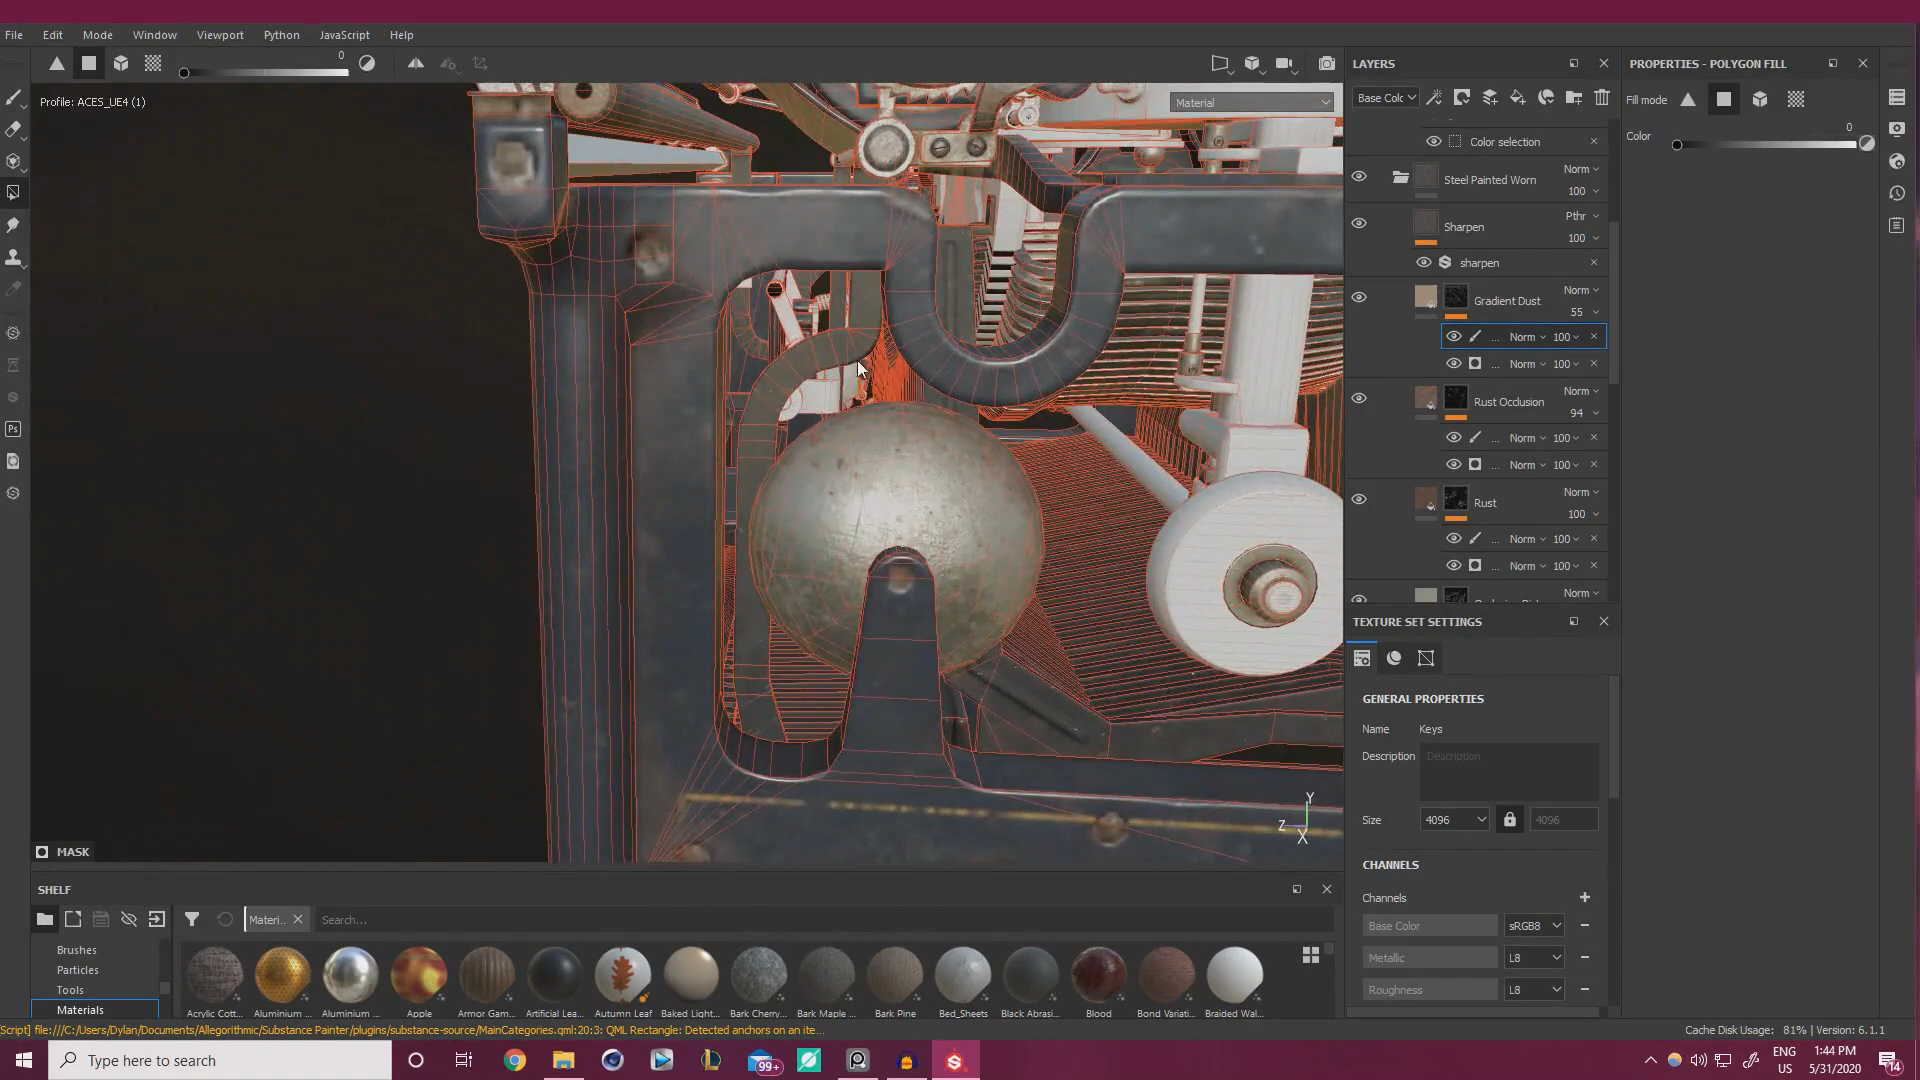 File Edit Mode Window Viewport Python JavaScript Help
0
Profile: ACES_UE4 (1)
Material
Y
Z
X
MASK
LAYERS
Base Colc
Color selection
Norm
Steel Painted Worn
100
Pthr
Sharpen
100
sharpen
Norm
Gradient Dust
55
... Norm 100
... Norm 100
Norm
Rust Occlusion
94
... Norm 100
... Norm 100
Norm
Rust
100
... Norm 100
... Norm 100
Norm
PROPERTIES - POLYGON FILL
Fill mode
0
Color
TEXTURE SET SETTINGS
GENERAL PROPERTIES
Name Keys
Description Description
Size 4096 4096
CHANNELS
Channels
Base Color sRGB8
Metallic L8
Roughness L8
SHELF
Materi.. Search...
Brushes
Particles
Tools
Materials
Acrylic Cott... Aluminium ... Aluminium ... Apple Armor Gam... Artificial Lea... Autumn Leaf Baked Light... Bark Cherry... Bark Maple ... Bark Pine Bed_Sheets Black Abrasi... Blood Bond Variati... Braided Wal...
Script] file:///C:/Users/Dylan/Documents/Allegorithmic/Substance Painter/plugins/substance-source/MainCategories.qml:20:3: QML Rectangle: Detected anchors on an ite...
Cache Disk Usage: 81% | Version: 6.1.1
Type here to search
Ps
99+
ENG
US
1:44 PM
5/31/2020
14